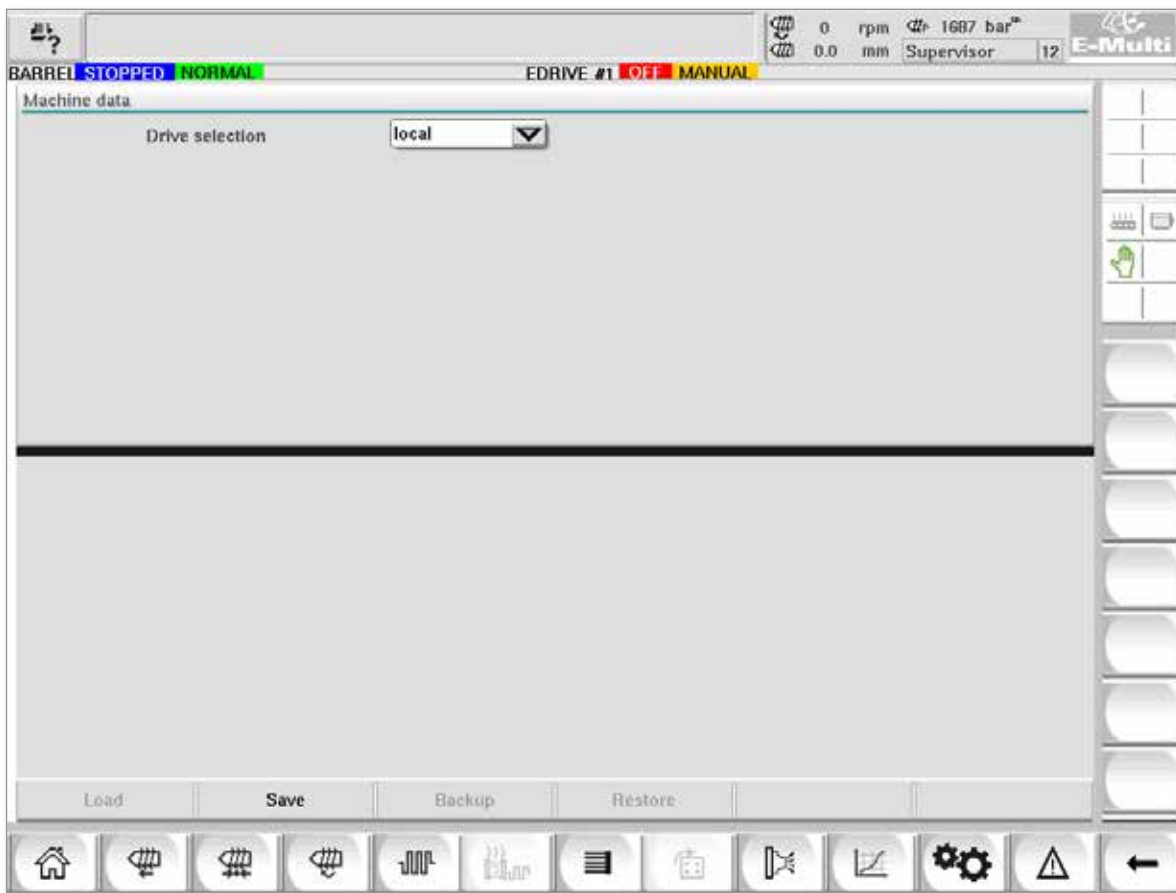 ?
0 rpm 1687 bar
0.0 mm Supervisor 12
E-Multi
BARREL STOPPED NORMAL EDRIVE #1 OFF MANUAL
Machine data
Drive selection local
Load Save Backup Restore